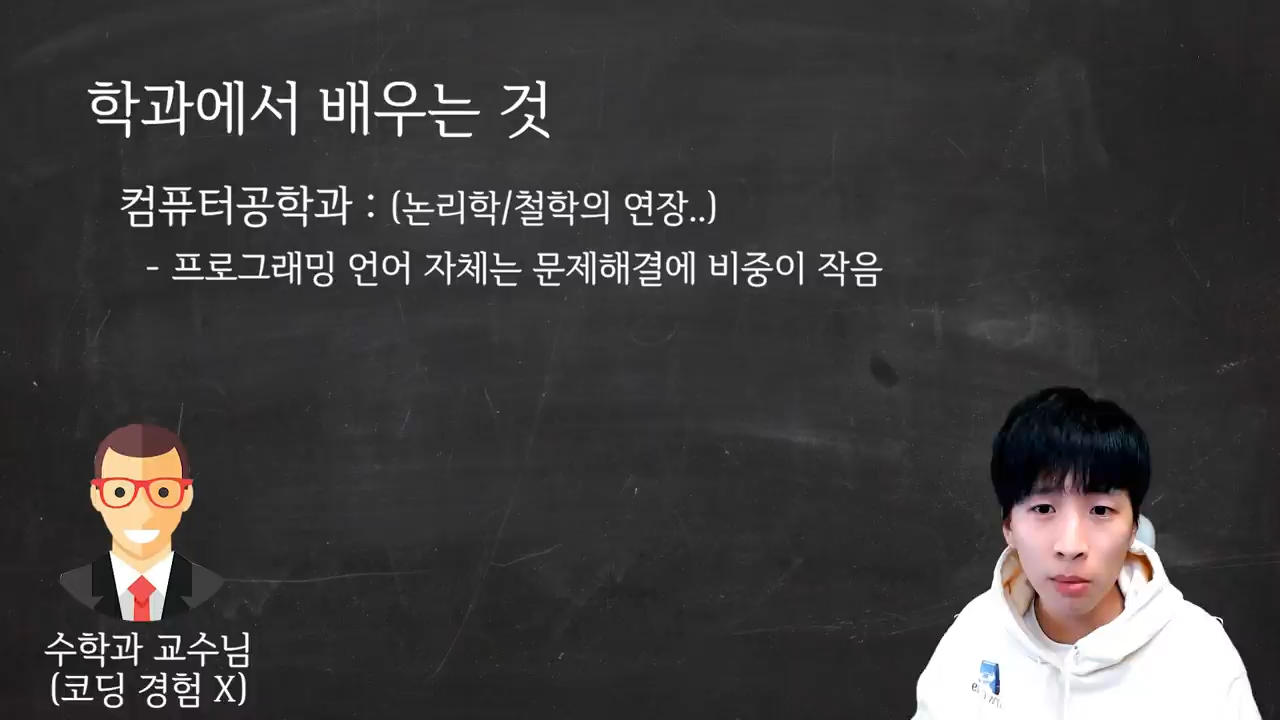 학과에서 배우는 것
컴퓨터공학과 : (논리학/철학의 연장..)
- 프로그래밍 언어 자체는 문제해결에 비중이 작음
수학과 교수님
(코딩 경험 X)